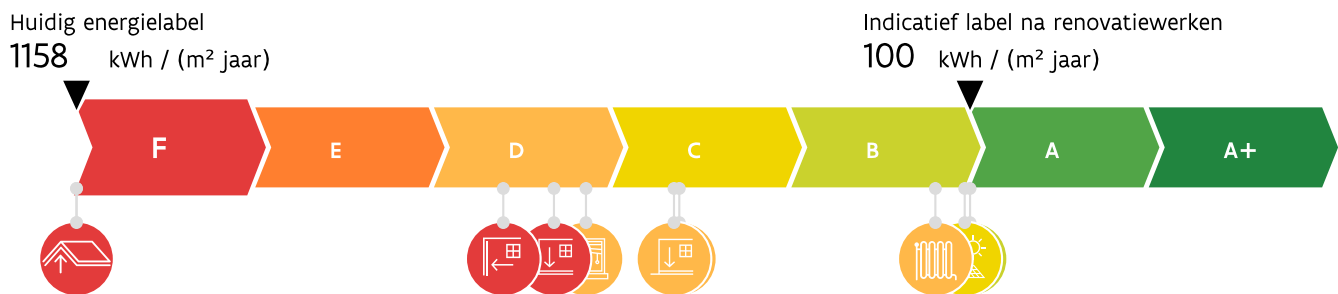 Huidig energielabel
1158 kWh / (m² jaar)
Indicatief label na renovatiewerken
100 kWh / (m² jaar)
F E D C B A A+